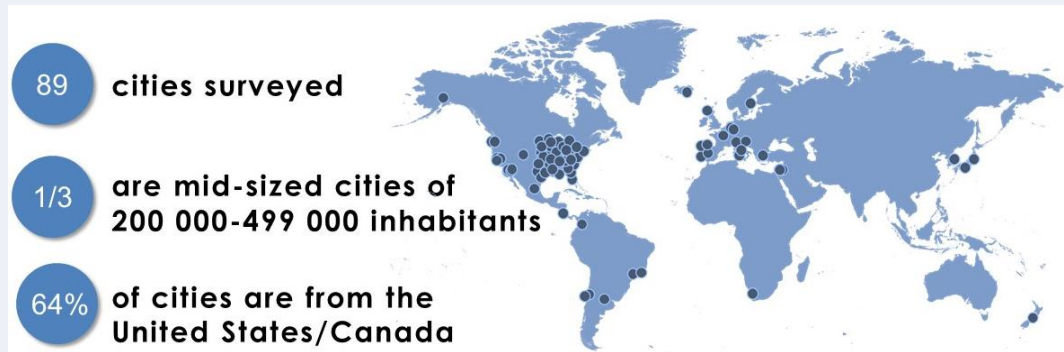 89
cities surveyed
1/3
are mid-sized cities of
200 000-499 000 inhabitants
64%
of cities are from the
United States/Canada